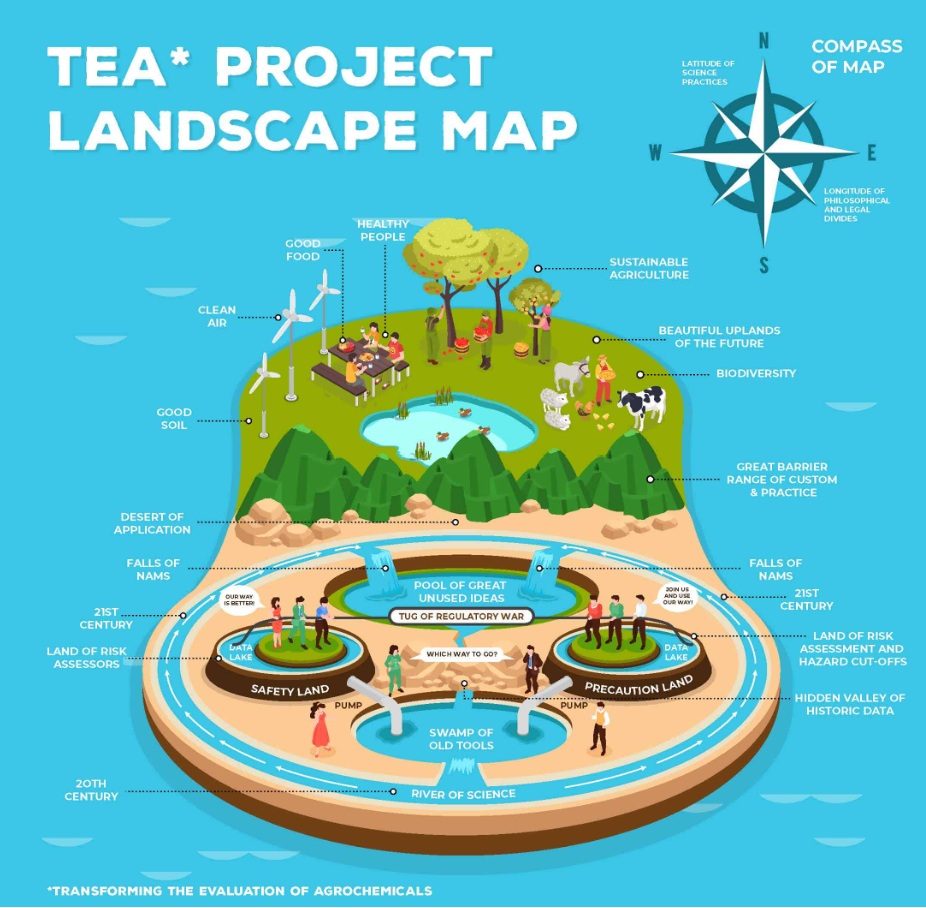 TEA* PROJECT
LANDSCAPE MAP
N
COMPASS
OF MAP
LATITUDE OF
SCIENCE
PRACTICES
W
E
LONGITUDE OF
PHILOSOPHICAL
AND LEGAL
DIVIDES
S
HEALTHY
PEOPLE
GOOD
FOOD
SUSTAINABLE
AGRICULTURE
CLEAN
AIR
BEAUTIFUL UPLANDS
OF THE FUTURE
BIODIVERSITY
GOOD
SOIL
GREAT BARRIER
RANGE OF CUSTOM
& PRACTICE
DESERT OF
APPLICATION
FALLS OF
NAMS
FALLS OF
NAMS
POOL OF GREAT
UNUSED IDEAS
OUR WAY
IS BETTER!
JOIN US
AND USE
OUR WAY!
21ST
CENTURY
21ST
CENTURY
TUG OF REGULATORY WAR
LAND OF RISK
ASSESSORS
DATA
LAKE
WHICH WAY TO GO?
DATA
LAKE
LAND OF RISK
ASSESSMENT AND
HAZARD CUT-OFFS
SAFETY LAND
PRECAUTION LAND
PUMP
PUMP
HIDDEN VALLEY OF
HISTORIC DATA
SWAMP OF
OLD TOOLS
20TH
CENTURY
RIVER OF SCIENCE
*TRANSFORMING THE EVALUATION OF AGROCHEMICALS